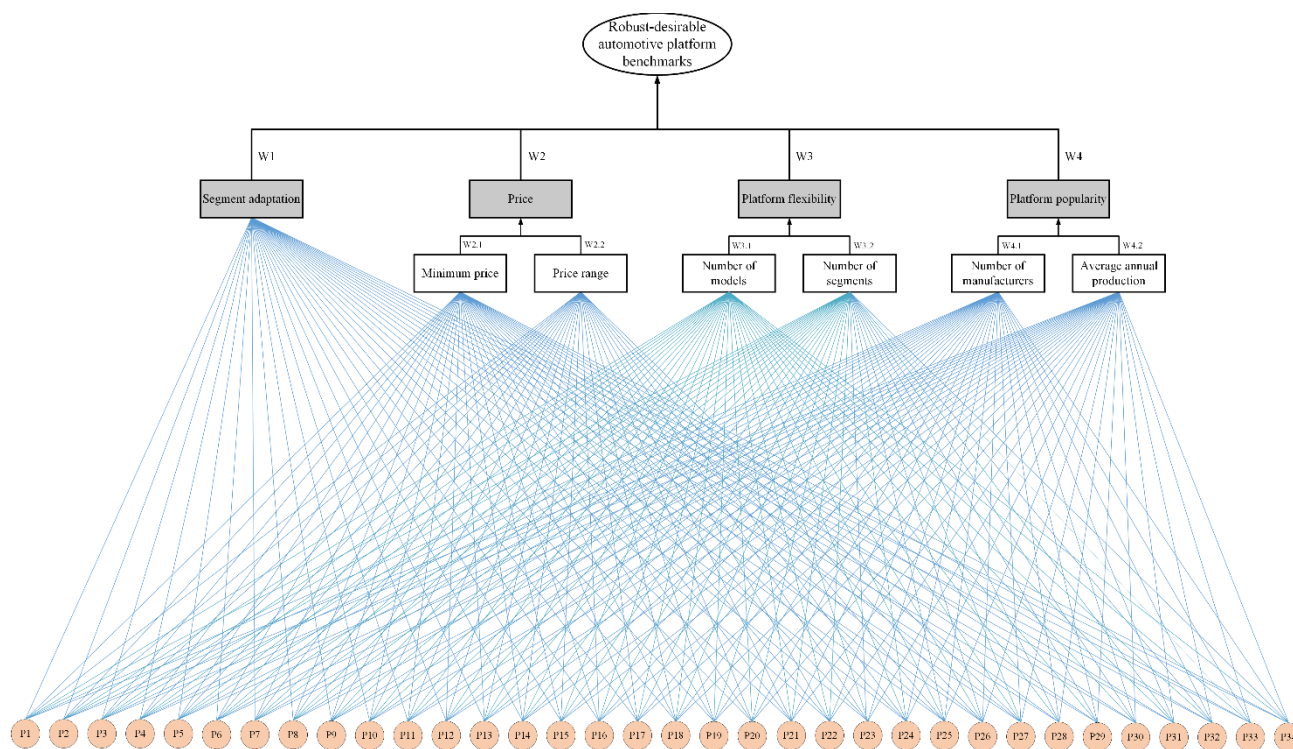 Robust-desirable
automotive platform
benchmarks
W1
W2
W3
W4
Segment adaptation
Price
Platform flexibility
Platform popularity
W2.1
W2.2
W3.1
W3.2
W4.1
W4.2
Minimum price
Price range
Number of
models
Number of
segments
Number of
manufacturers
Average annual
production
P1
P2
P3
P4
P5
P6
P7
P8
P9
P10
P11
P12
P13
P14
P15
P16
P17
P18
P19
P20
P21
P22
P23
P24
P25
P26
P27
P28
P29
P30
P31
P32
P33
P34